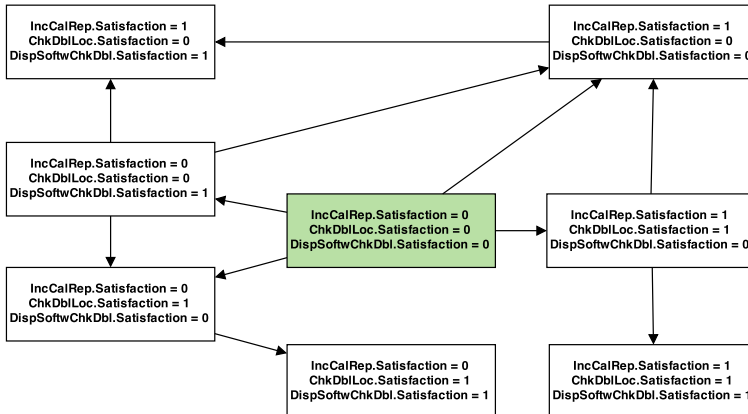 IncCalRep.Satisfaction = 1
ChkDblLoc.Satisfaction = 0
DispSoftwChkDbl.Satisfaction = 1
IncCalRep.Satisfaction = 1
ChkDblLoc.Satisfaction = 0
DispSoftwChkDbl.Satisfaction = 0
IncCalRep.Satisfaction = 0
ChkDblLoc.Satisfaction = 0
DispSoftwChkDbl.Satisfaction = 1
IncCalRep.Satisfaction = 0
ChkDblLoc.Satisfaction = 0
DispSoftwChkDbl.Satisfaction = 0
IncCalRep.Satisfaction = 1
ChkDblLoc.Satisfaction = 1
DispSoftwChkDbl.Satisfaction = 0
IncCalRep.Satisfaction = 0
ChkDblLoc.Satisfaction = 1
DispSoftwChkDbl.Satisfaction = 0
IncCalRep.Satisfaction = 0
ChkDblLoc.Satisfaction = 1
DispSoftwChkDbl.Satisfaction = 1
IncCalRep.Satisfaction = 1
ChkDblLoc.Satisfaction = 1
DispSoftwChkDbl.Satisfaction = 1